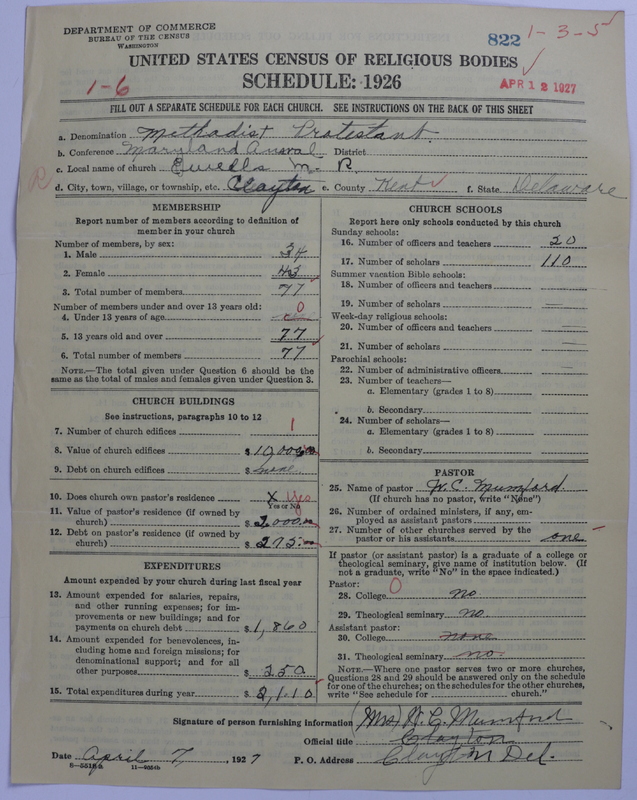 DEPARTMENT OF COMMERCE
BUREAU OF THE CENSUS
WASHINGTON
822
1-3-5
UNITED STATES CENSUS OF RELIGIOUS BODIES
SCHEDULE: 1926
1-6
APR 12 1927
FILL OUT A SEPARATE SCHEDULE FOR EACH CHURCH. SEE INSTRUCTIONS ON THE BACK OF THIS SHEET
a. Denomination Methodist Protestant
b. Conference Maryland Annual District
c. Local name of church Ewells M. P.
R
d. City, town, village, or township, etc. Clayton e. County Kent f. State Delaware
MEMBERSHIP
Report number of members according to definition of member in your church
Number of members, by sex:
1. Male 34
2. Female 43
3. Total number of members 77
Number of members under and over 13 years old:
4. Under 13 years of age 0
5. 13 years old and over 77
6. Total number of members 77
NOTE.—The total given under Question 6 should be the same as the total of males and females given under Question 3.
CHURCH BUILDINGS
See instructions, paragraphs 10 to 12
7. Number of church edifices 1
8. Value of church edifices $ 10,000.00
9. Debt on church edifices $ none
10. Does church own pastor's residence X Yes
Yes or No
11. Value of pastor's residence (if owned by church) $ 2,000.00
12. Debt on pastor's residence (if owned by church) $ 275.00
EXPENDITURES
Amount expended by your church during last fiscal year
13. Amount expended for salaries, repairs, and other running expenses; for improvements or new buildings; and for payments on church debt $ 1,860
14. Amount expended for benevolences, including home and foreign missions; for denominational support; and for all other purposes $ 250
15. Total expenditures during year $ 2,110
CHURCH SCHOOLS
Report here only schools conducted by this church
Sunday schools:
16. Number of officers and teachers 20
17. Number of scholars 110
Summer vacation Bible schools:
18. Number of officers and teachers
19. Number of scholars —
Week-day religious schools:
20. Number of officers and teachers —
21. Number of scholars —
Parochial schools:
22. Number of administrative officers
23. Number of teachers—
a. Elementary (grades 1 to 8)
b. Secondary
24. Number of scholars—
a. Elementary (grades 1 to 8)
b. Secondary
PASTOR
25. Name of pastor W. C. Mumford
(If church has no pastor, write "None")
26. Number of ordained ministers, if any, employed as assistant pastors
27. Number of other churches served by the pastor or his assistants one
If pastor (or assistant pastor) is a graduate of a college or theological seminary, give name of institution below. (If not a graduate, write "No" in the space indicated.)
Pastor:
28. College 0 no
29. Theological seminary no
Assistant pastor:
30. College none
31. Theological seminary no
NOTE.—Where one pastor serves two or more churches, Questions 28 and 29 should be answered only on the schedule for one of the churches; on the schedules for the other churches, write "See schedule for church."
Signature of person furnishing information (Mrs) W. C. Mumford
Official title Clayton
Date April 7, 1927 P. O. Address Clayton Del.
8-551BB 11-9054b